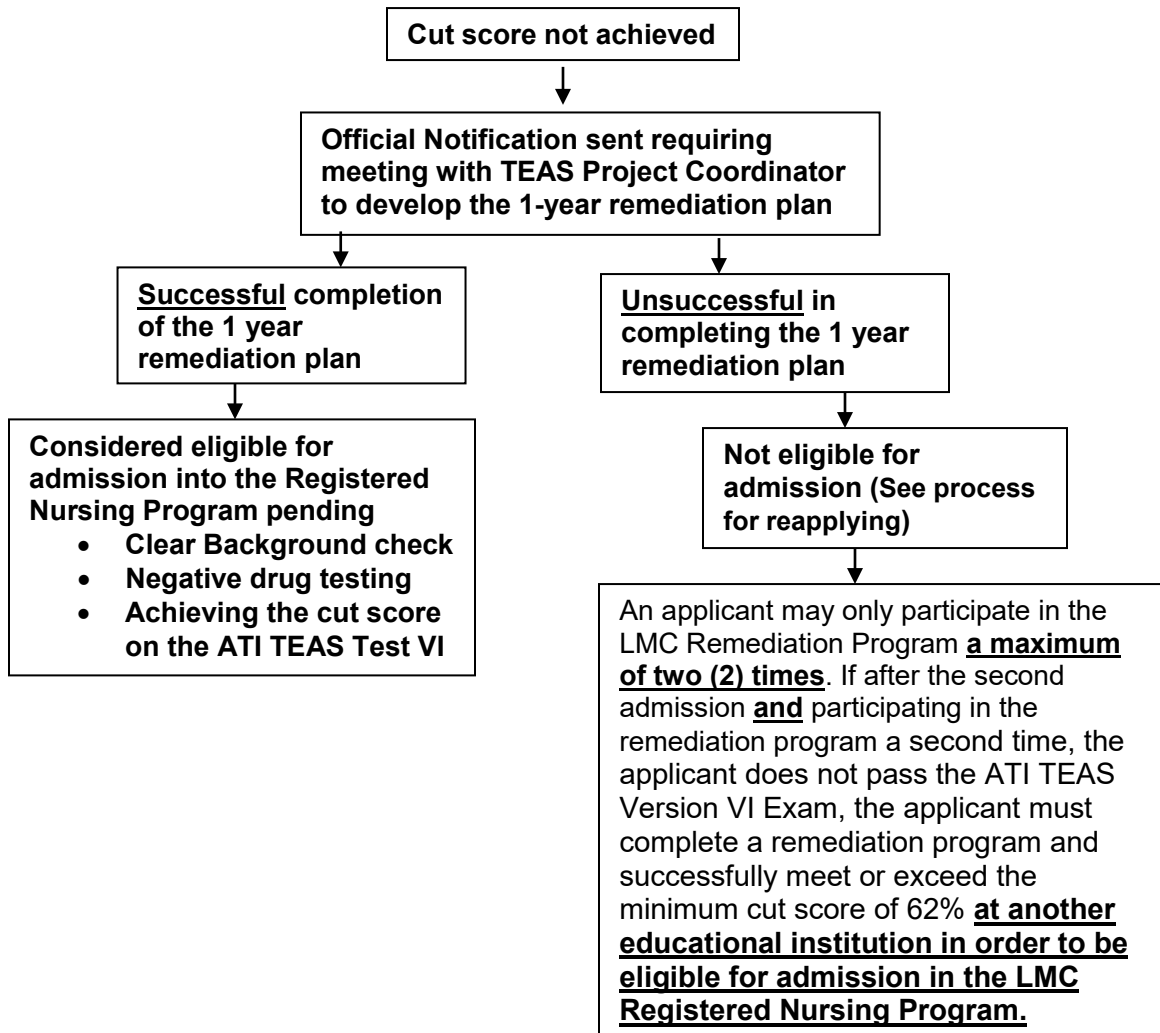 Cut score not achieved
Official Notification sent requiring
meeting with TEAS Project Coordinator
to develop the 1-year remediation plan
Successful completion
of the 1 year
remediation plan
Considered eligible for
admission into the Registered
Nursing Program pending
• Clear Background check
• Negative drug testing
• Achieving the cut score
on the ATI TEAS Test VI
Unsuccessful in
completing the 1 year
remediation plan
Not eligible for
admission (See process
for reapplying)
An applicant may only participate in the
LMC Remediation Program a maximum
of two (2) times. If after the second
admission and participating in the
remediation program a second time, the
applicant does not pass the ATI TEAS
Version VI Exam, the applicant must
complete a remediation program and
successfully meet or exceed the
minimum cut score of 62% at another
educational institution in order to be
eligible for admission in the LMC
Registered Nursing Program.